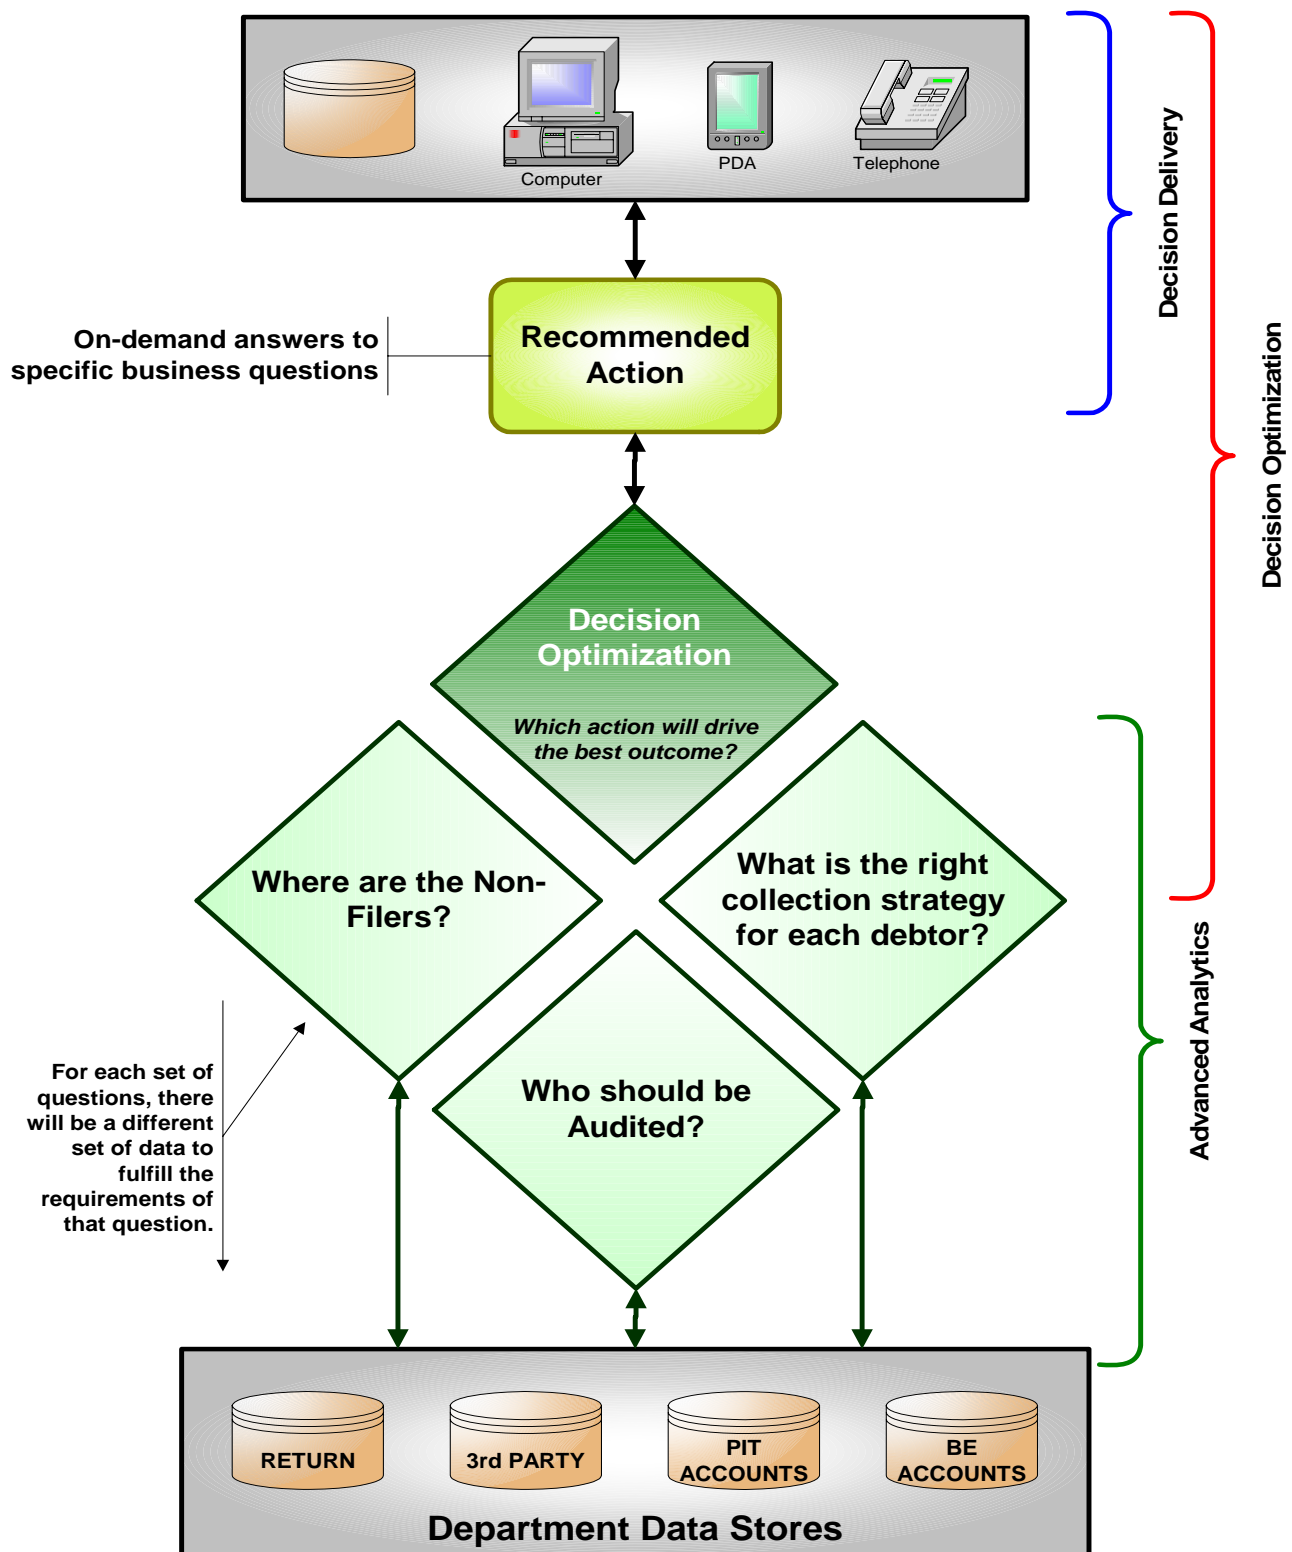 Computer
PDA
Telephone
Decision Delivery
Decision Optimization
On-demand answers to
specific business questions
Recommended
Action
Decision
Optimization
Which action will drive
the best outcome?
Where are the Non-
Filers?
What is the right
collection strategy
for each debtor?
Who should be
Audited?
Advanced Analytics
For each set of
questions, there
will be a different
set of data to
fulfill the
requirements of
that question.
RETURN
3rd PARTY
PIT
ACCOUNTS
BE
ACCOUNTS
Department Data Stores